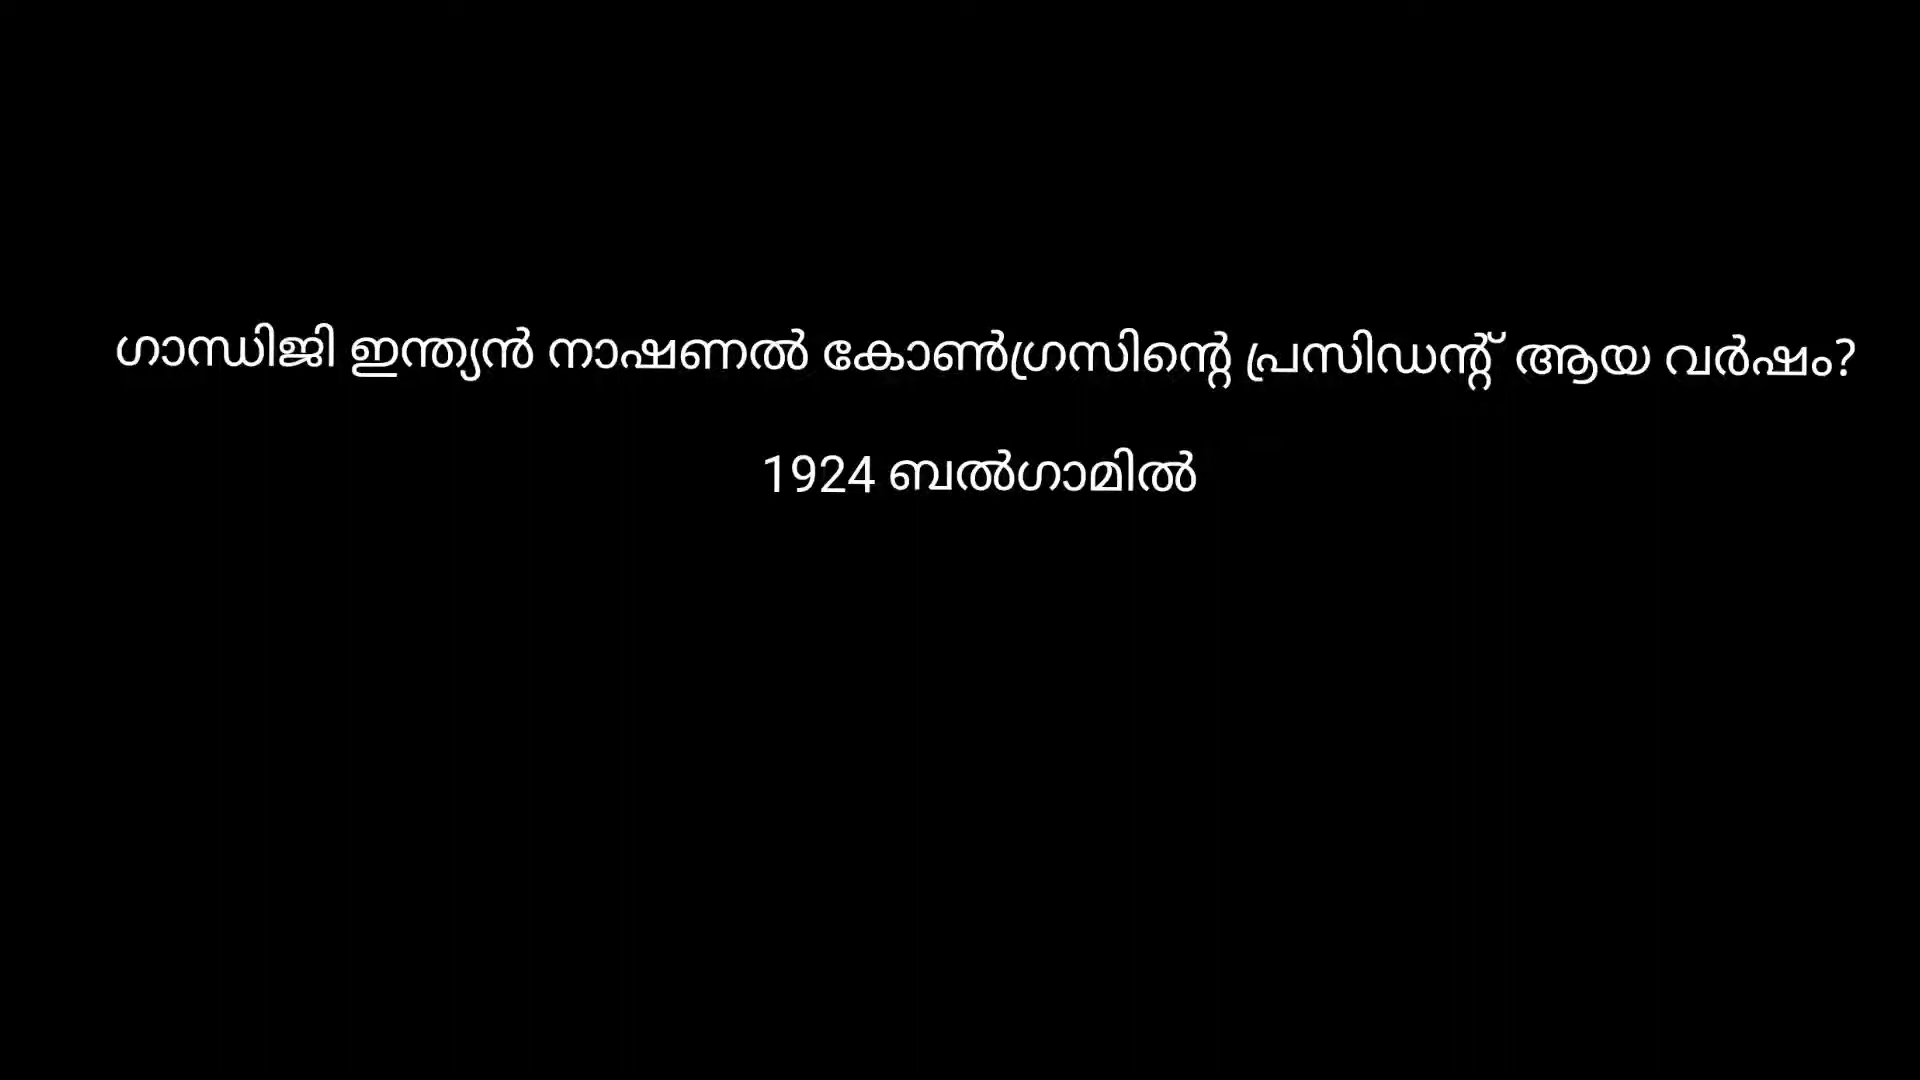 ഗാന്ധിജി ഇന്ത്യൻ നാഷണൽ കോൺഗ്രസിന്റെ പ്രസിഡന്റ് ആയ വർഷം?
1924 ബൽഗാമിൽ